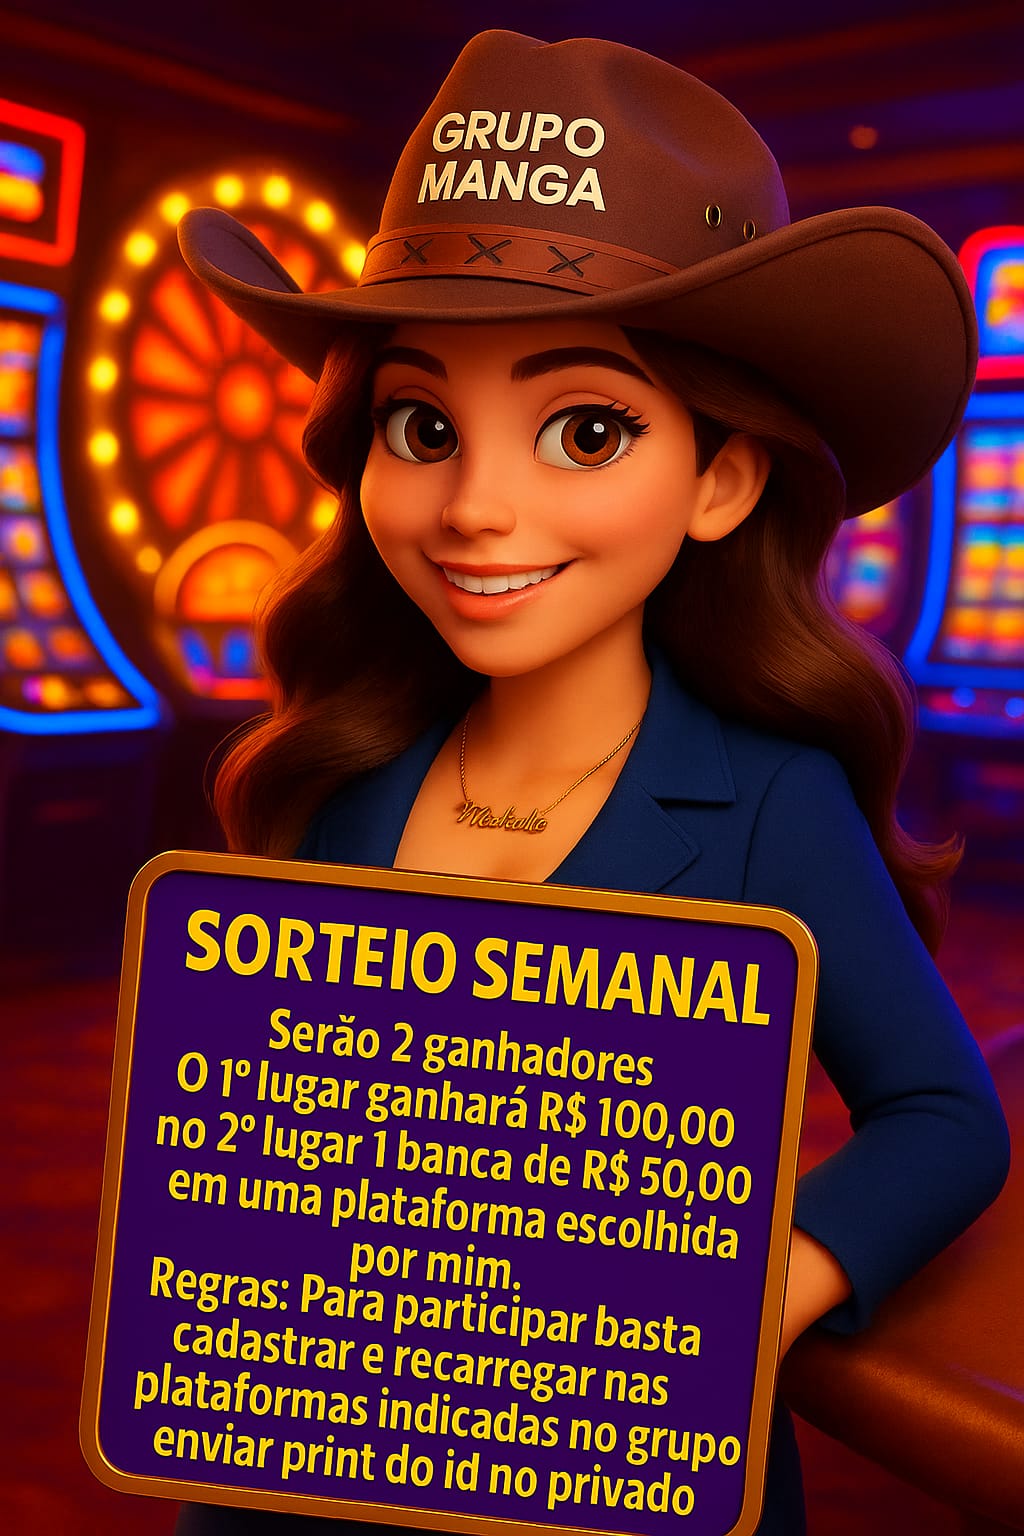 GRUPO
MANGA
SORTEIO SEMANAL
Serão 2 ganhadores
O 1º lugar ganhará R$ 100,00
no 2º lugar 1 banca de R$ 50,00
em uma plataforma escolhida
por mim.
Regras: Para participar basta
cadastrar e recarregar nas
plataformas indicadas no grupo
enviar print do id no privado